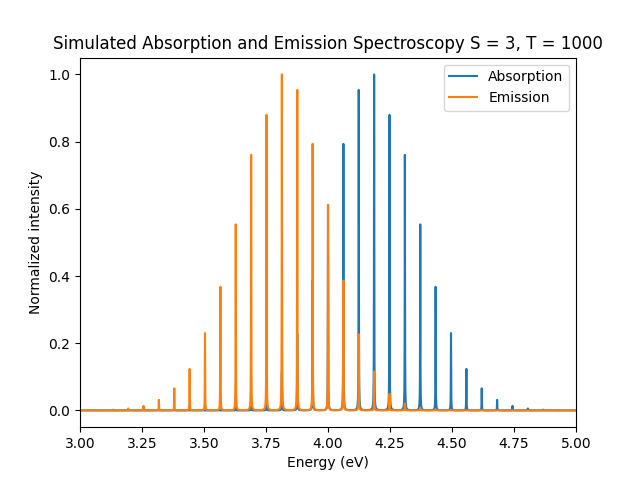 Simulated Absorption and Emission Spectroscopy S = 3, T = 1000
Absorption
Emission
Normalized intensity
1.0
0.8
0.6
0.4
0.2
0.0
3.00 3.25 3.50 3.75 4.00 4.25 4.50 4.75 5.00
Energy (eV)